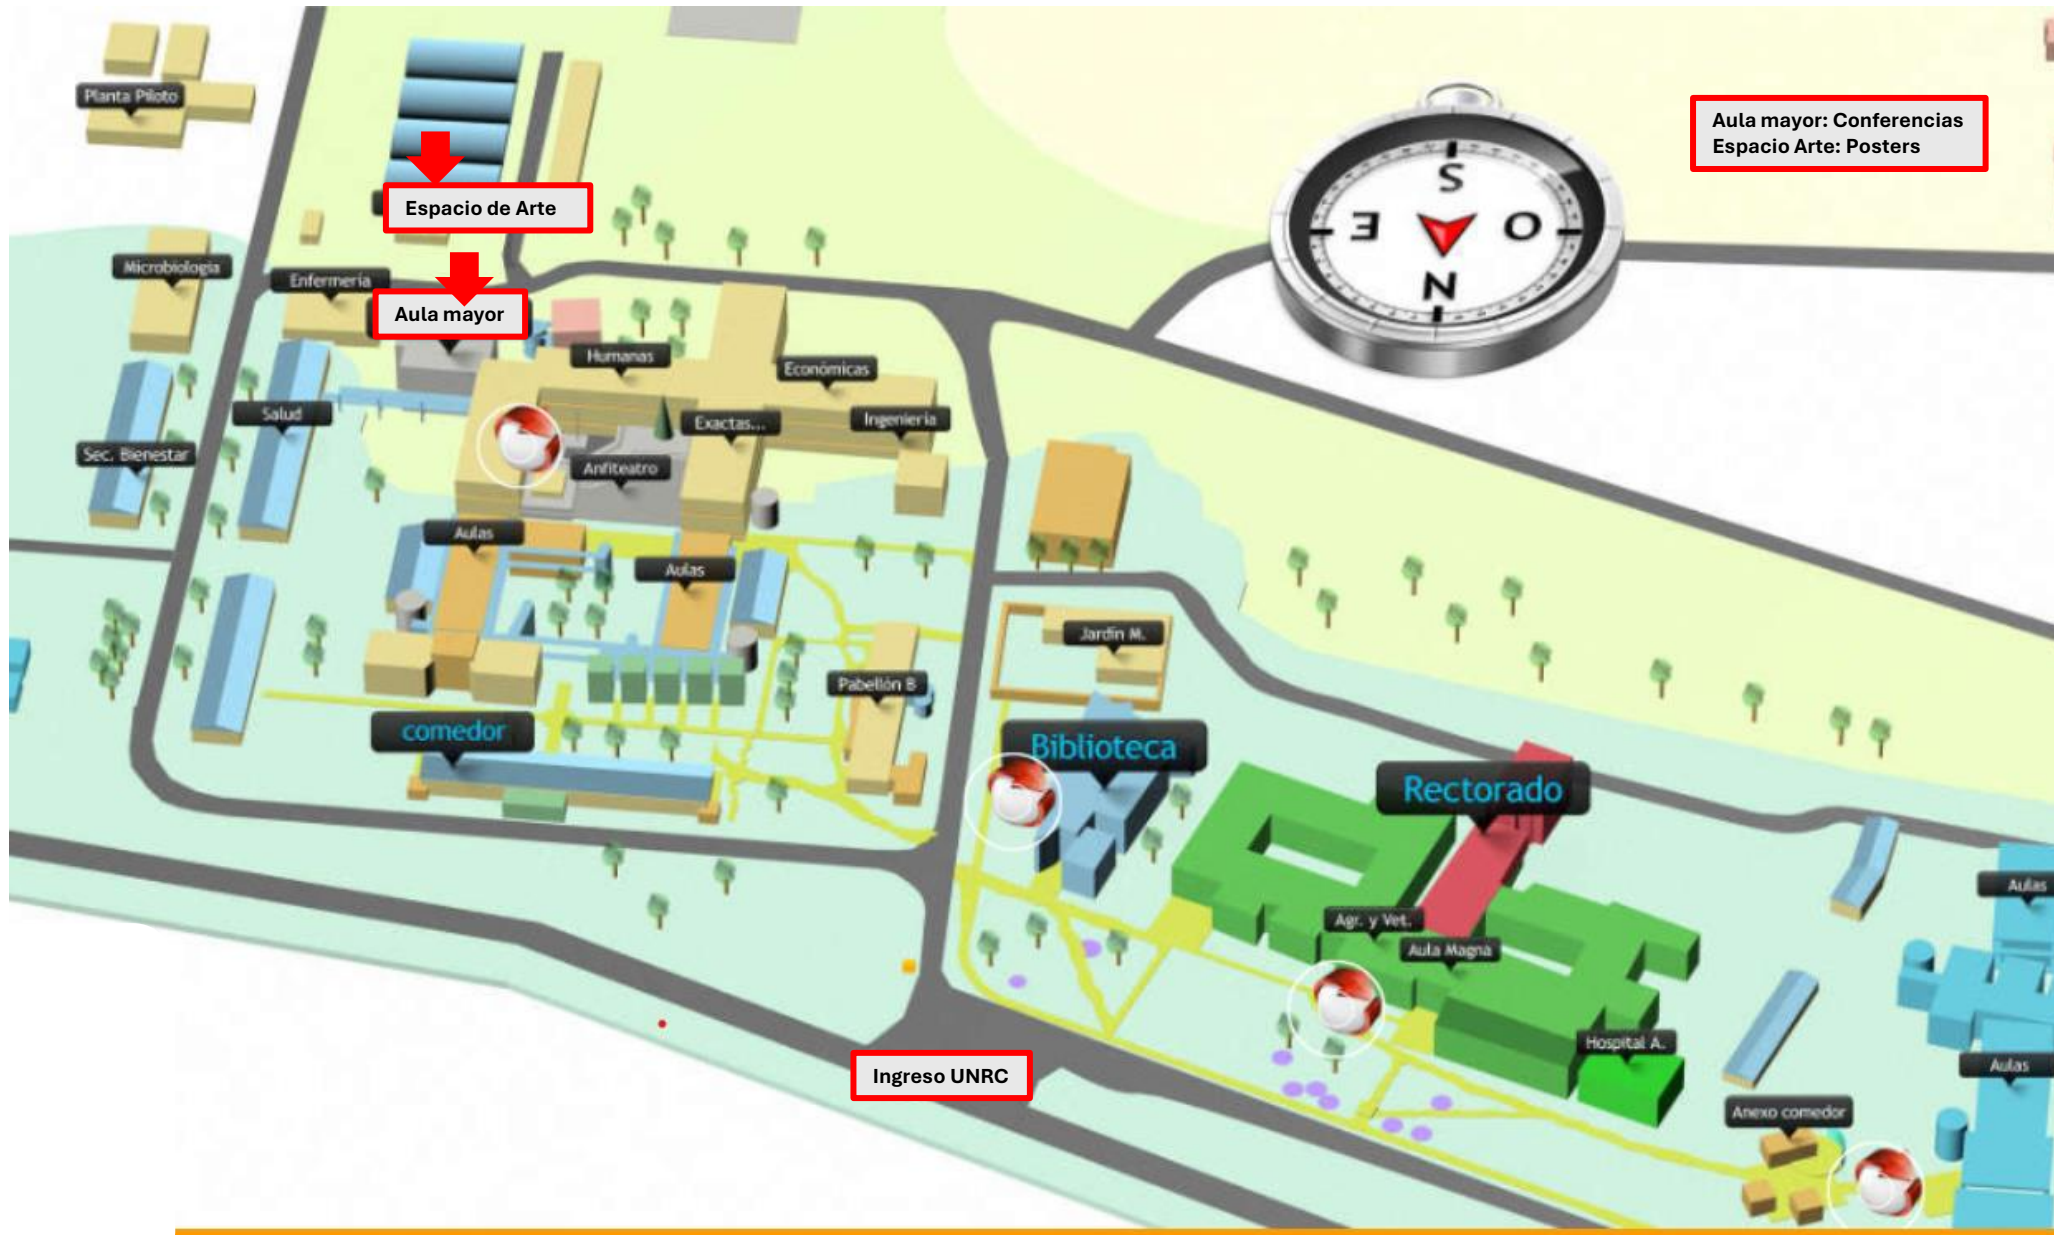 Planta Piloto
Aula mayor: Conferencias
Espacio Arte: Posters
S
E
O
N
Espacio de Arte
Microbiologia
Enfermería
Aula mayor
Humanas
Económicas
Salud
Exactas...
Ingeniería
Sec. Bienestar
Anfiteatro
Aulas
Aulas
Jardín M.
Pabellón B
comedor
Biblioteca
Rectorado
Aulas
Agr. y Vet.
Aula Magna
Hospital A.
Ingreso UNRC
Aulas
Anexo comedor